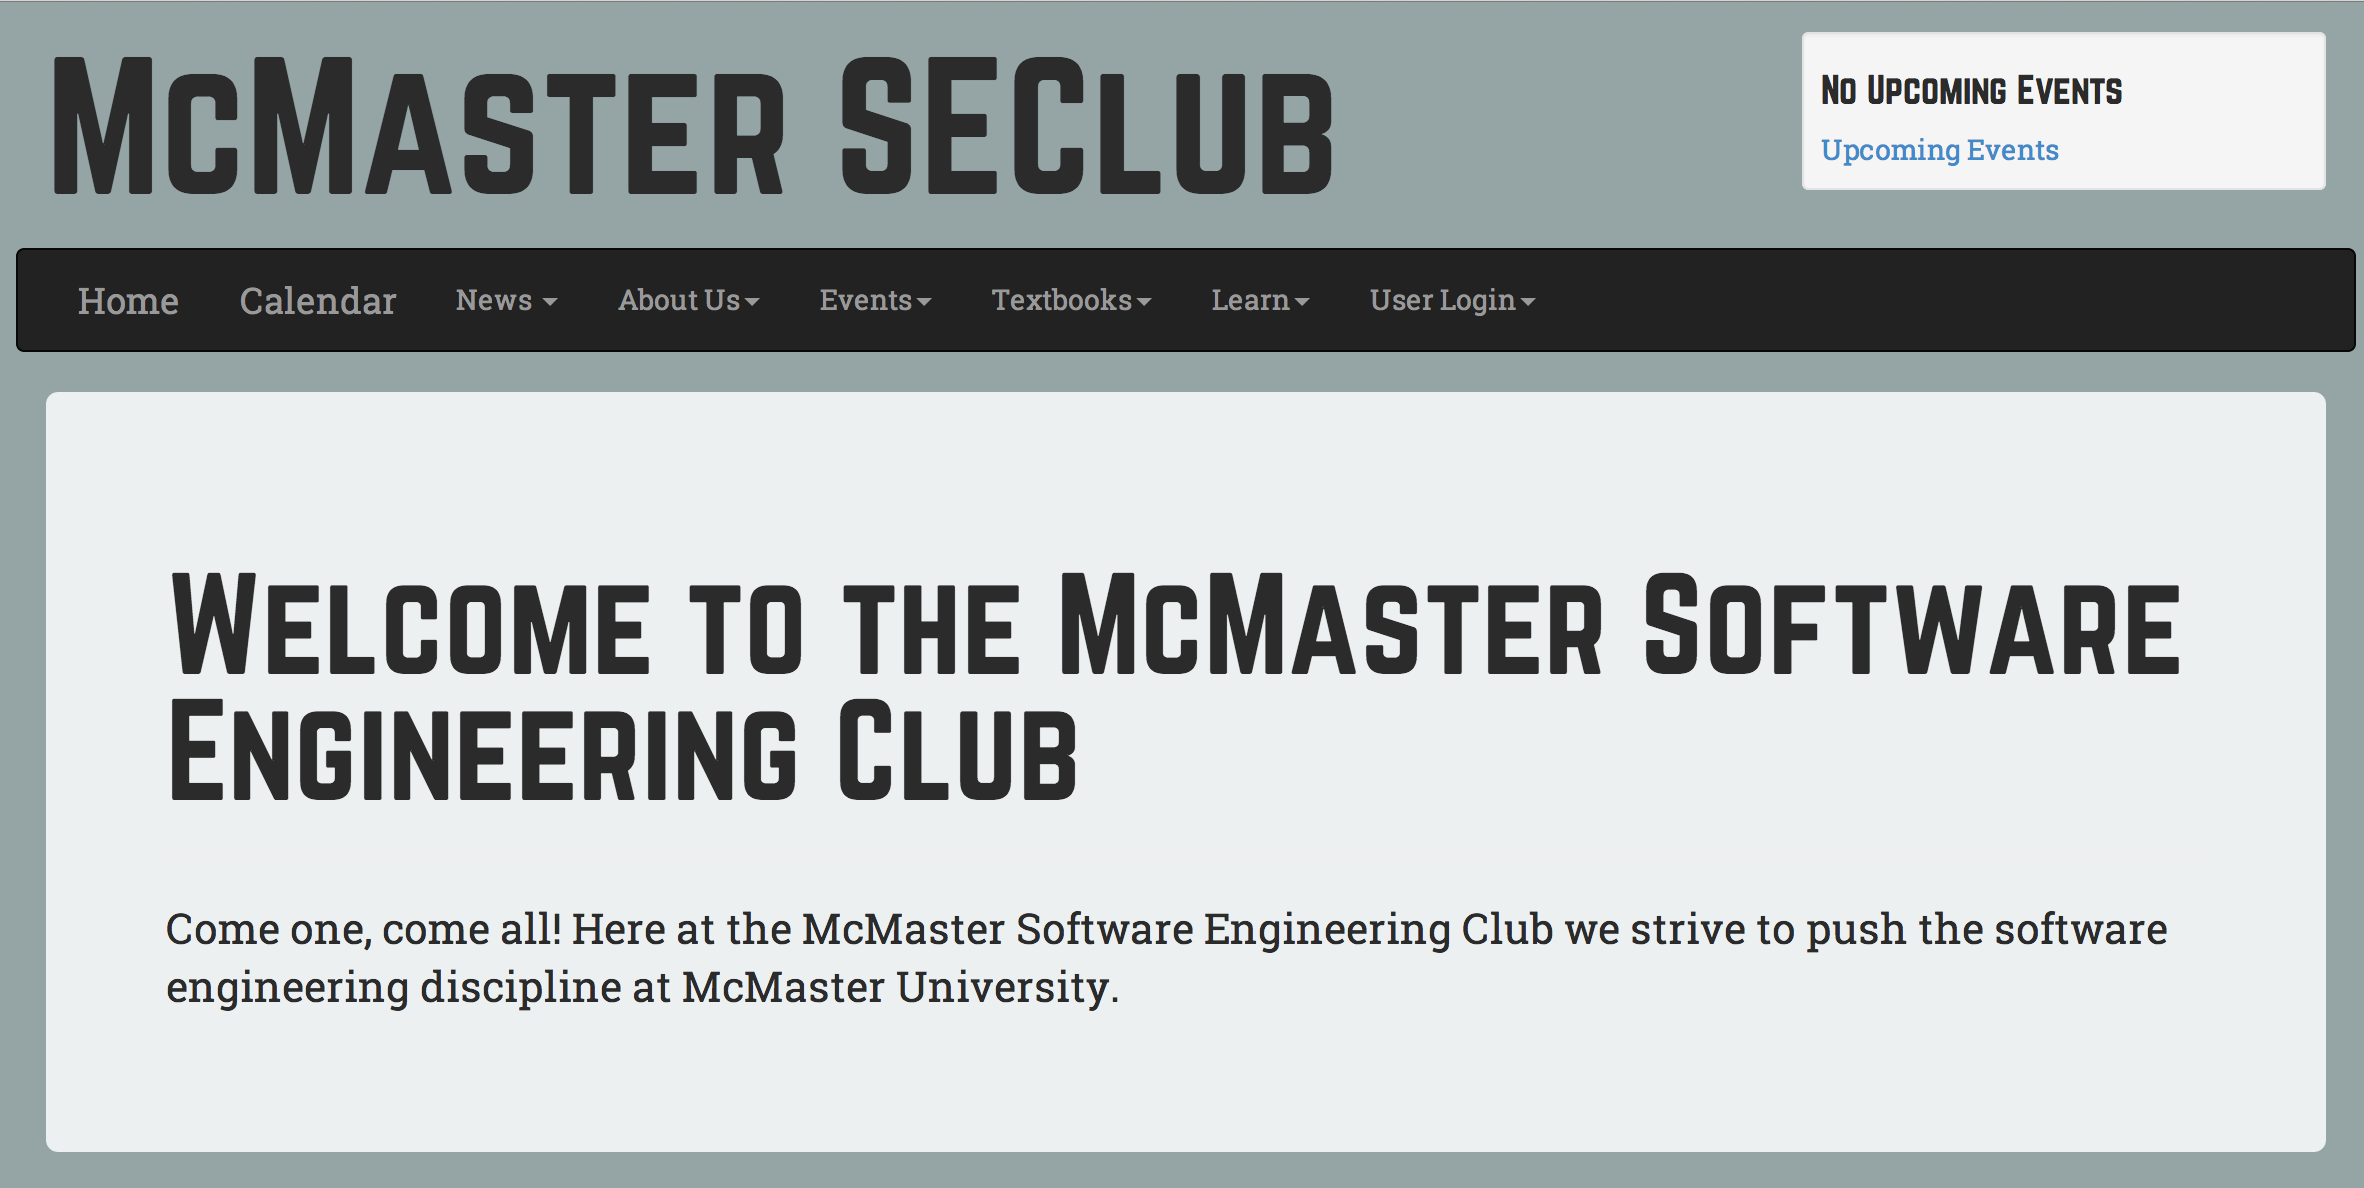 McMaster SEClub
No Upcoming Events
Upcoming Events
Home Calendar News About Us Events Textbooks Learn User Login
Welcome to the McMaster Software
Engineering Club
Come one, come all! Here at the McMaster Software Engineering Club we strive to push the software
engineering discipline at McMaster University.